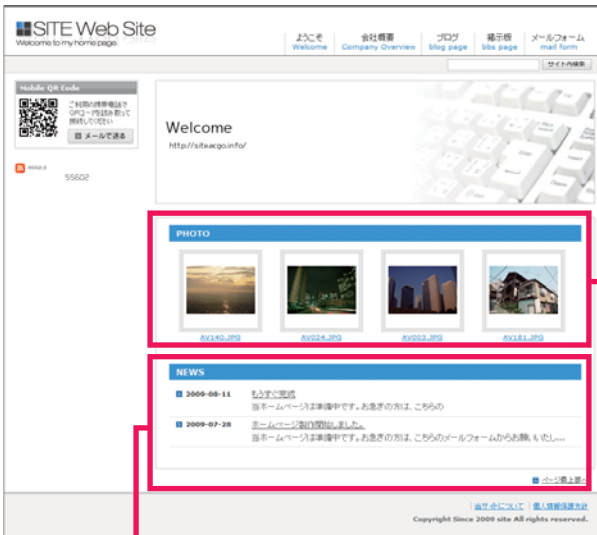 SITE Web Site
Welcome to my home page.
ようこそ
Welcome
会社概要
Company Overview
ブログ
blog page
掲示板
bbs page
メールフォーム
mail form
サイト内検索
Mobile QR Code
ご利用の携帯電話で
QRコードを読み取って
接続してください
メールで送る
55602
Welcome
http://site.acgo.info/
PHOTO
AV140.JPG
AV024.JPG
AV003.JPG
AV181.JPG
NEWS
2009-08-11 もうすぐ完成
当ホームページは準備中です。お急ぎの方は、こちらの
2009-07-28 ホームページ製作開始しました。
当ホームページは準備中です。お急ぎの方は、こちらのメールフォームからお願いいたし...
ページ最上部へ
当サイトについて 個人情報保護方針
Copyright Since 2009 site All rights reserved.